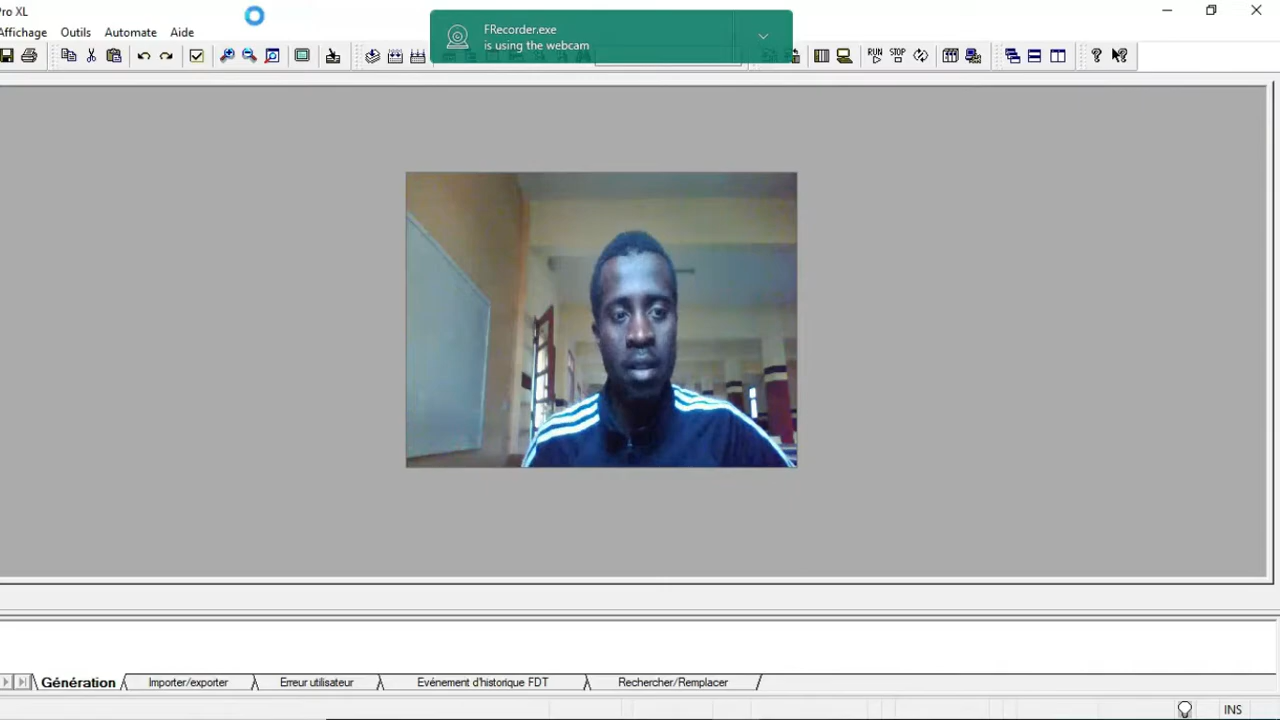 Pro XL
Affichage Outils Automate Aide
FRecorder.exe
is using the webcam
RUN STOP
Génération Importer/exporter Erreur utilisateur Evénement d'historique FDT Rechercher/Remplacer
INS